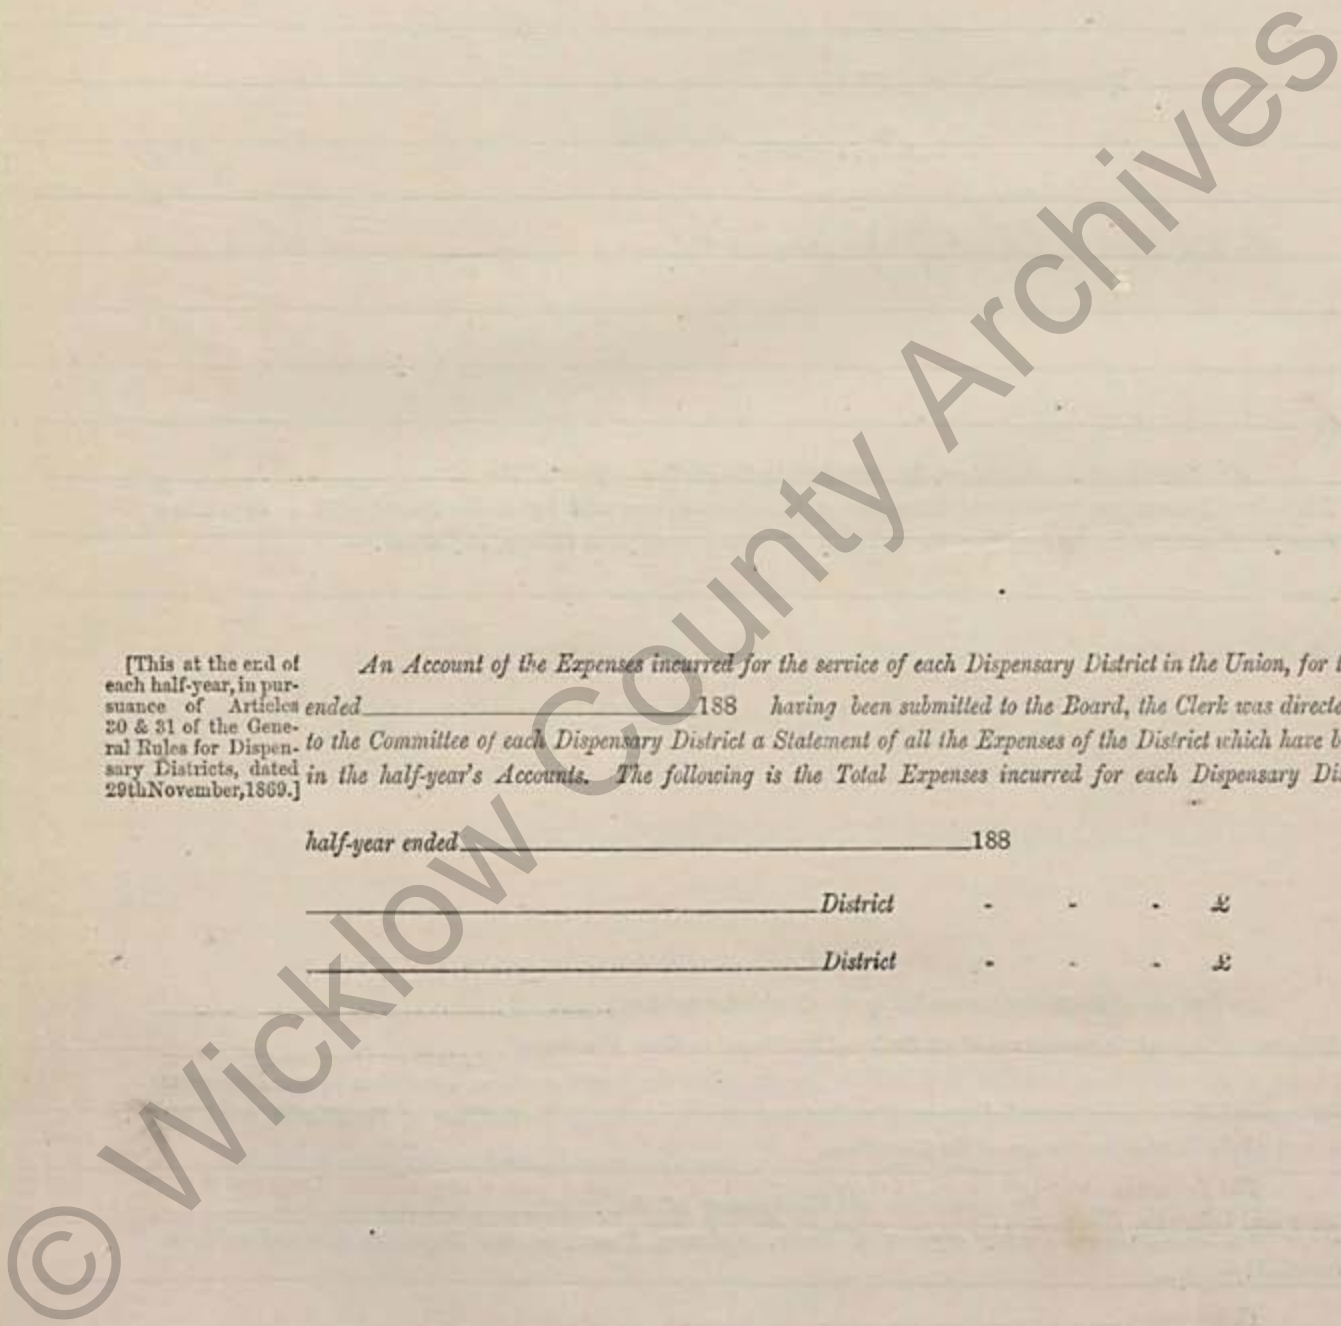 [This at the end of
each half-year, in pur-
suance of Articles
30 & 31 of the Gene-
ral Rules for Dispen-
sary Districts, dated
29th November, 1869.]
An Account of the Expenses incurred for the service of each Dispensary District in the Union, for
ended 188 having been submitted to the Board, the Clerk was directe
to the Committee of each Dispensary District a Statement of all the Expenses of the District which have b
in the half-year's Accounts. The following is the Total Expenses incurred for each Dispensary Dis
half-year ended 188
District - - - £
District - - - £
© Wicklow County Archives